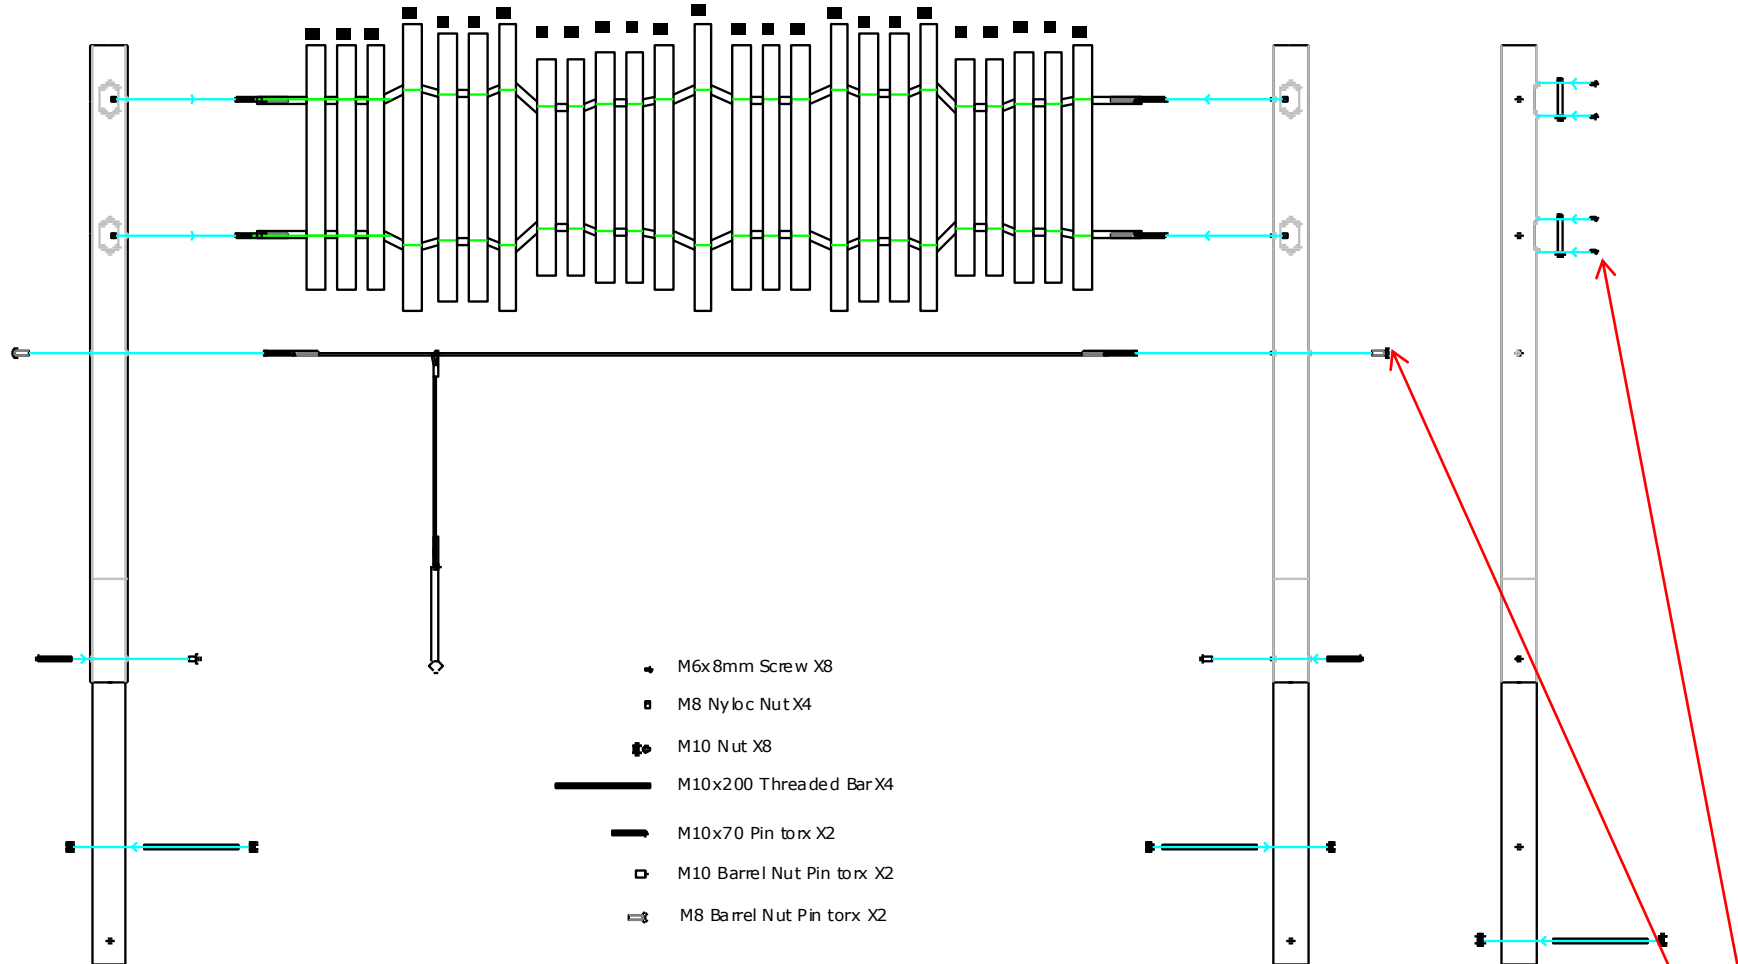 M6x8mm Screw X8
M8 Nyloc Nut X4
M10 Nut X8
M10x200 Threaded Bar X4
M10x70 Pin torx X2
M10 Barrel Nut Pin torx X2
M8 Barrel Nut Pin torx X2